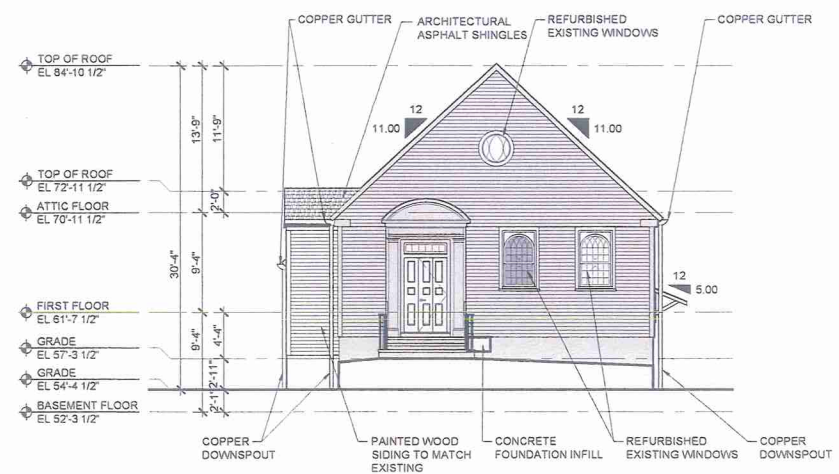 COPPER GUTTER
ARCHITECTURAL
ASPHALT SHINGLES
REFURBISHED
EXISTING WINDOWS
COPPER GUTTER
TOP OF ROOF
EL 84'-10 1/2"
12
11.00
12
11.00
13'-9"
11'-9"
TOP OF ROOF
EL 72'-11 1/2"
2'-0"
ATTIC FLOOR
EL 70'-11 1/2"
30'-4"
9'-4"
12
5.00
FIRST FLOOR
EL 61'-7 1/2"
9'-4"
4'-4"
GRADE
EL 57'-3 1/2"
2'-11"
GRADE
EL 54'-4 1/2"
2'-1"
BASEMENT FLOOR
EL 52'-3 1/2"
COPPER
DOWNSPOUT
PAINTED WOOD
SIDING TO MATCH
EXISTING
CONCRETE
FOUNDATION INFILL
REFURBISHED
EXISTING WINDOWS
COPPER
DOWNSPOUT